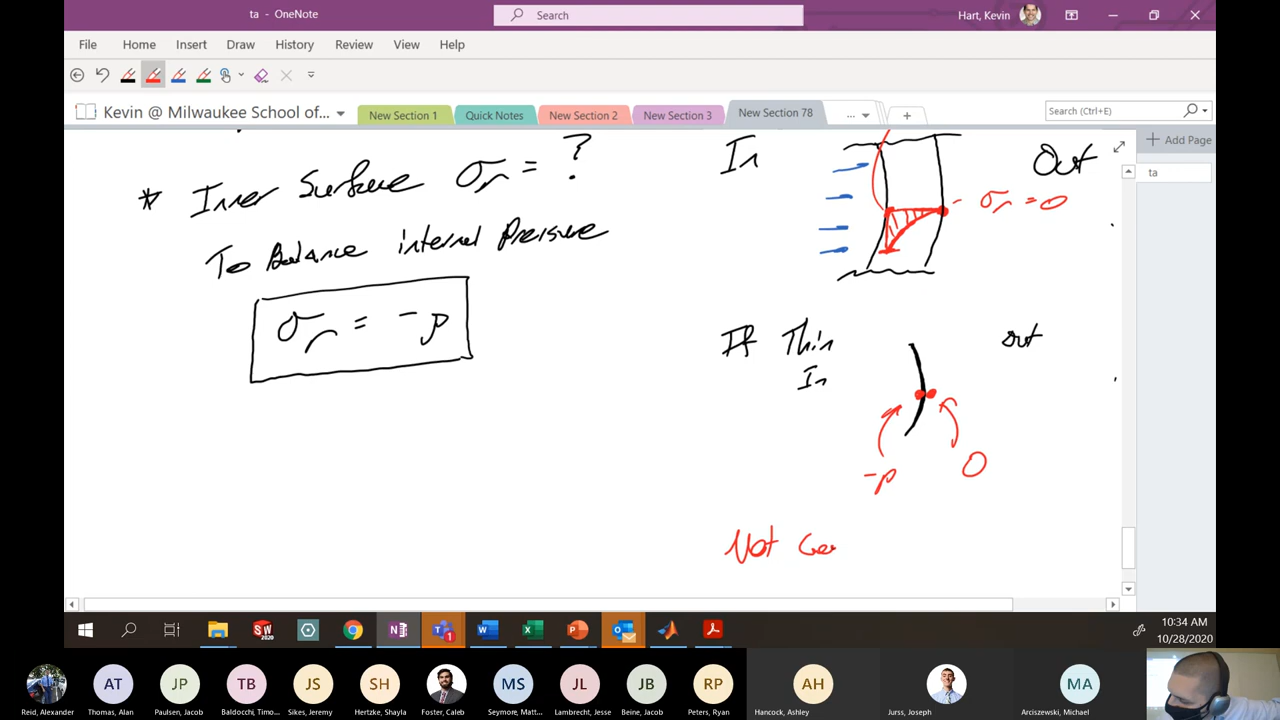 ta - OneNote
Search
Hart, Kevin
File Home Insert Draw History Review View Help
Kevin @ Milwaukee School of...
New Section 1
Quick Notes
New Section 2
New Section 3
New Section 78
...
Search (Ctrl+E)
Add Page
ta
* Inner Surface σr = ?
To Balance internal Pressure
σr = -p
In
Out
σr = 0
If Thin
In
out
-p
0
Not
10:34 AM
10/28/2020
Reid, Alexander
AT
Thomas, Alan
JP
Paulsen, Jacob
TB
Baldocchi, Timo...
JS
Sikes, Jeremy
SH
Hertzke, Shayla
Foster, Caleb
MS
Seymore, Matt...
JL
Lambrecht, Jesse
JB
Beine, Jacob
RP
Peters, Ryan
AH
Hancock, Ashley
Jurss, Joseph
MA
Arciszewski, Michael